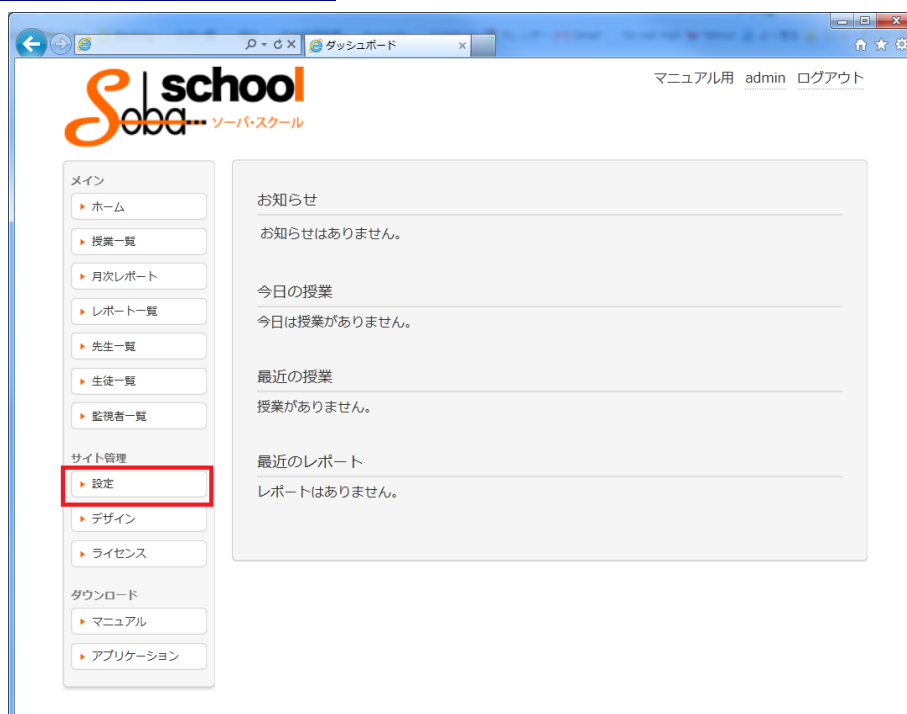 ダッシュボード
school
Soba
ソーバ・スクール
マニュアル用 admin ログアウト
メイン
ホーム
授業一覧
月次レポート
レポート一覧
先生一覧
生徒一覧
監視者一覧
サイト管理
設定
デザイン
ライセンス
ダウンロード
マニュアル
アプリケーション
お知らせ
お知らせはありません。
今日の授業
今日は授業がありません。
最近の授業
授業がありません。
最近のレポート
レポートはありません。